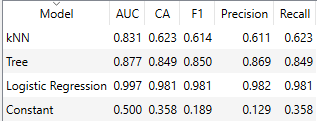 Model AUC CA F1 Precision Recall
kNN 0.831 0.623 0.614 0.611 0.623
Tree 0.877 0.849 0.850 0.869 0.849
Logistic Regression 0.997 0.981 0.981 0.982 0.981
Constant 0.500 0.358 0.189 0.129 0.358